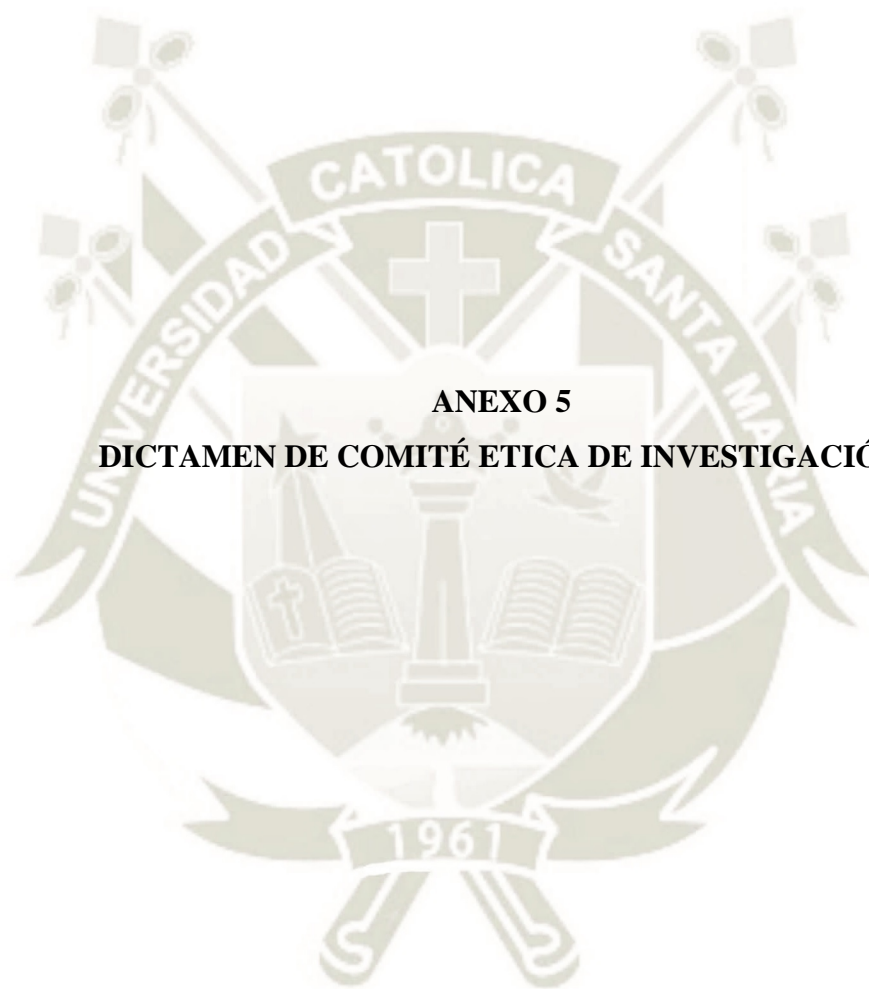 UNIVERSIDAD CATOLICA SANTA MARIA
ANEXO 5
DICTAMEN DE COMITÉ ETICA DE INVESTIGACIÓ
1961